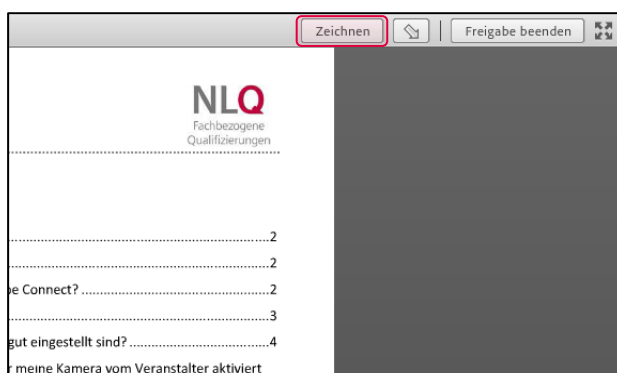 Zeichnen Freigabe beenden
NLQ
Fachbezogene
Qualifizierungen
........2
........2
Connect? ........2
........3
gut eingestellt sind? ........4
meine Kamera vom Veranstalter aktiviert